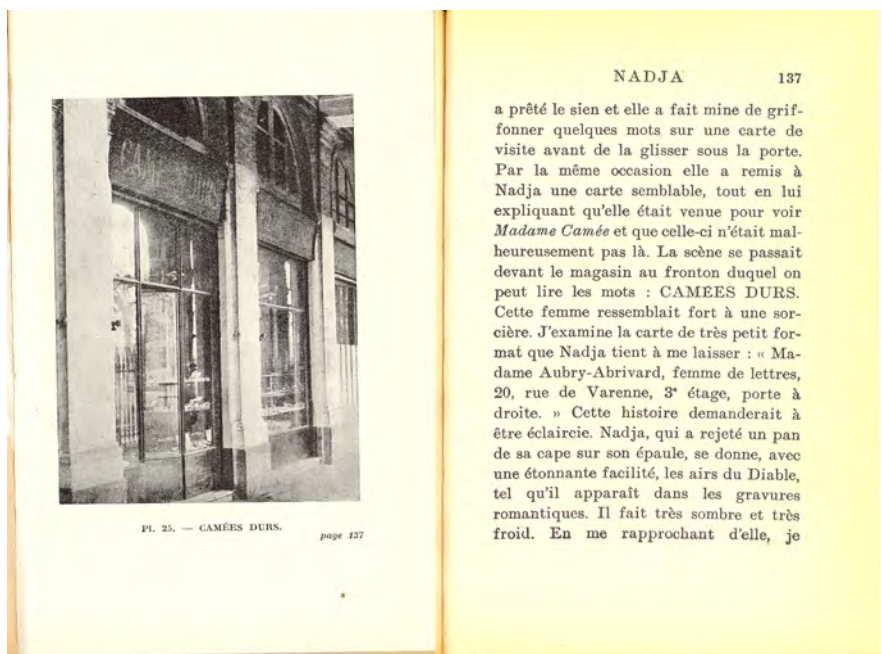 CAMÉES DURS
Pl. 25. — CAMÉES DURS.
page 137
NADJA 137
a prêté le sien et elle a fait mine de grif-
fonner quelques mots sur une carte de
visite avant de la glisser sous la porte.
Par la même occasion elle a remis à
Nadja une carte semblable, tout en lui
expliquant qu'elle était venue pour voir
Madame Camée et que celle-ci n'était mal-
heureusement pas là. La scène se passait
devant le magasin au fronton duquel on
peut lire les mots : CAMÉES DURS.
Cette femme ressemblait fort à une sor-
cière. J'examine la carte de très petit for-
mat que Nadja tient à me laisser : « Ma-
dame Aubry-Abrivard, femme de lettres,
20, rue de Varenne, 3e étage, porte à
droite. » Cette histoire demanderait à
être éclaircie. Nadja, qui a rejeté un pan
de sa cape sur son épaule, se donne, avec
une étonnante facilité, les airs du Diable,
tel qu'il apparaît dans les gravures
romantiques. Il fait très sombre et très
froid. En me rapprochant d'elle, je